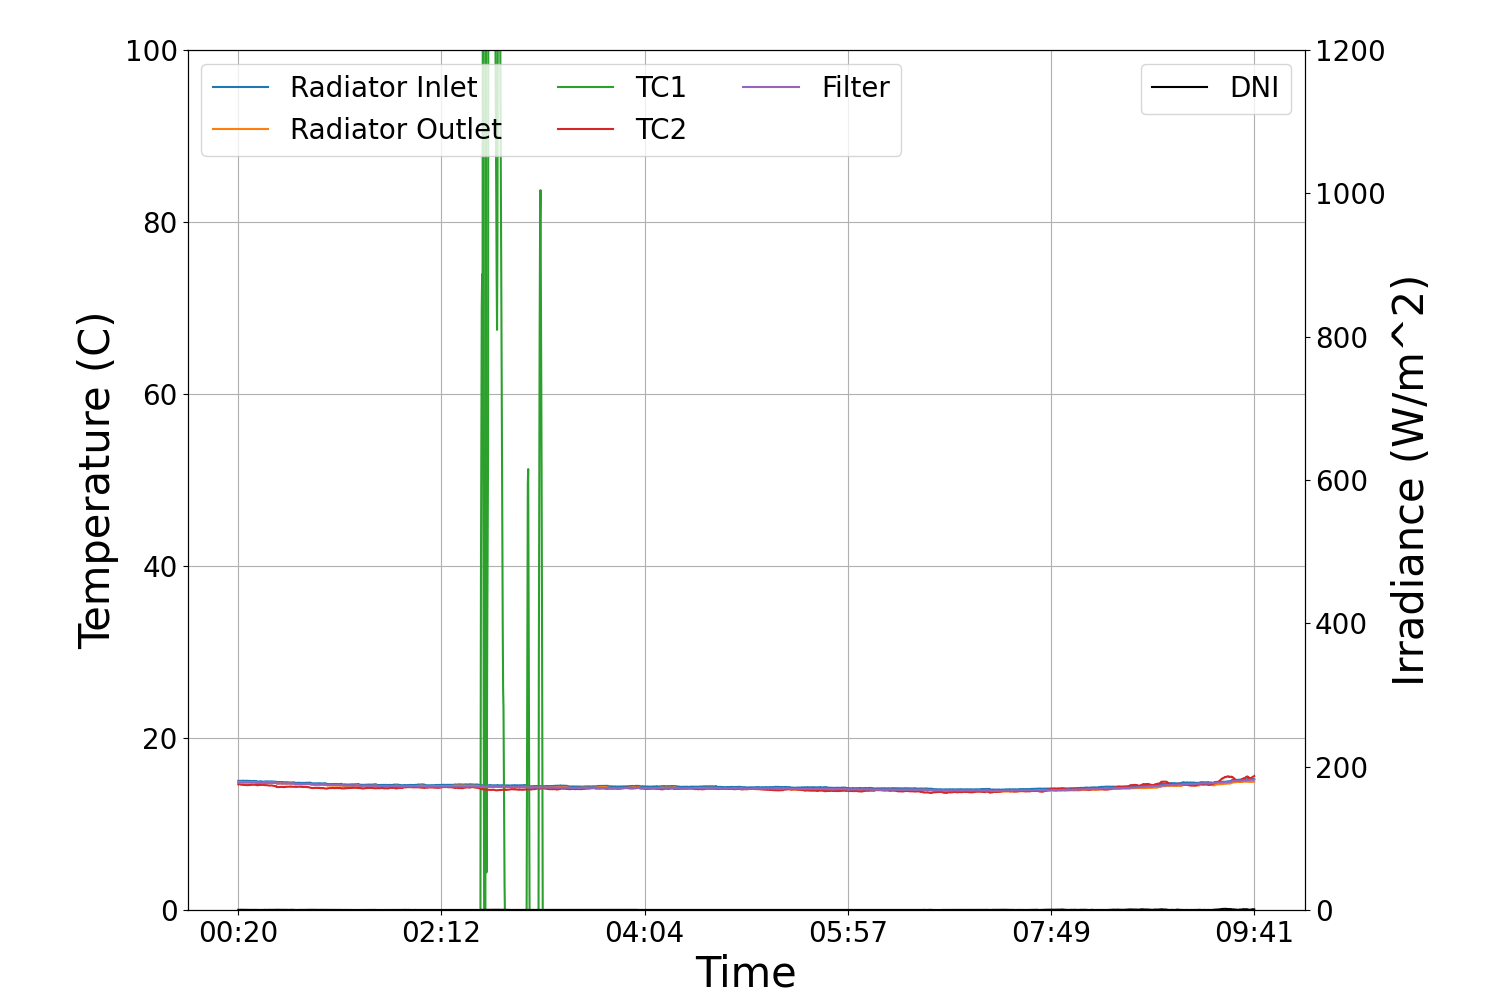 100
80
60
40
20
0
Temperature (C)
Radiator Inlet
Radiator Outlet
TC1
TC2
Filter
DNI
1200
1000
800
600
400
200
0
Irradiance (W/m^2)
00:20 02:12 04:04 05:57 07:49 09:41
Time